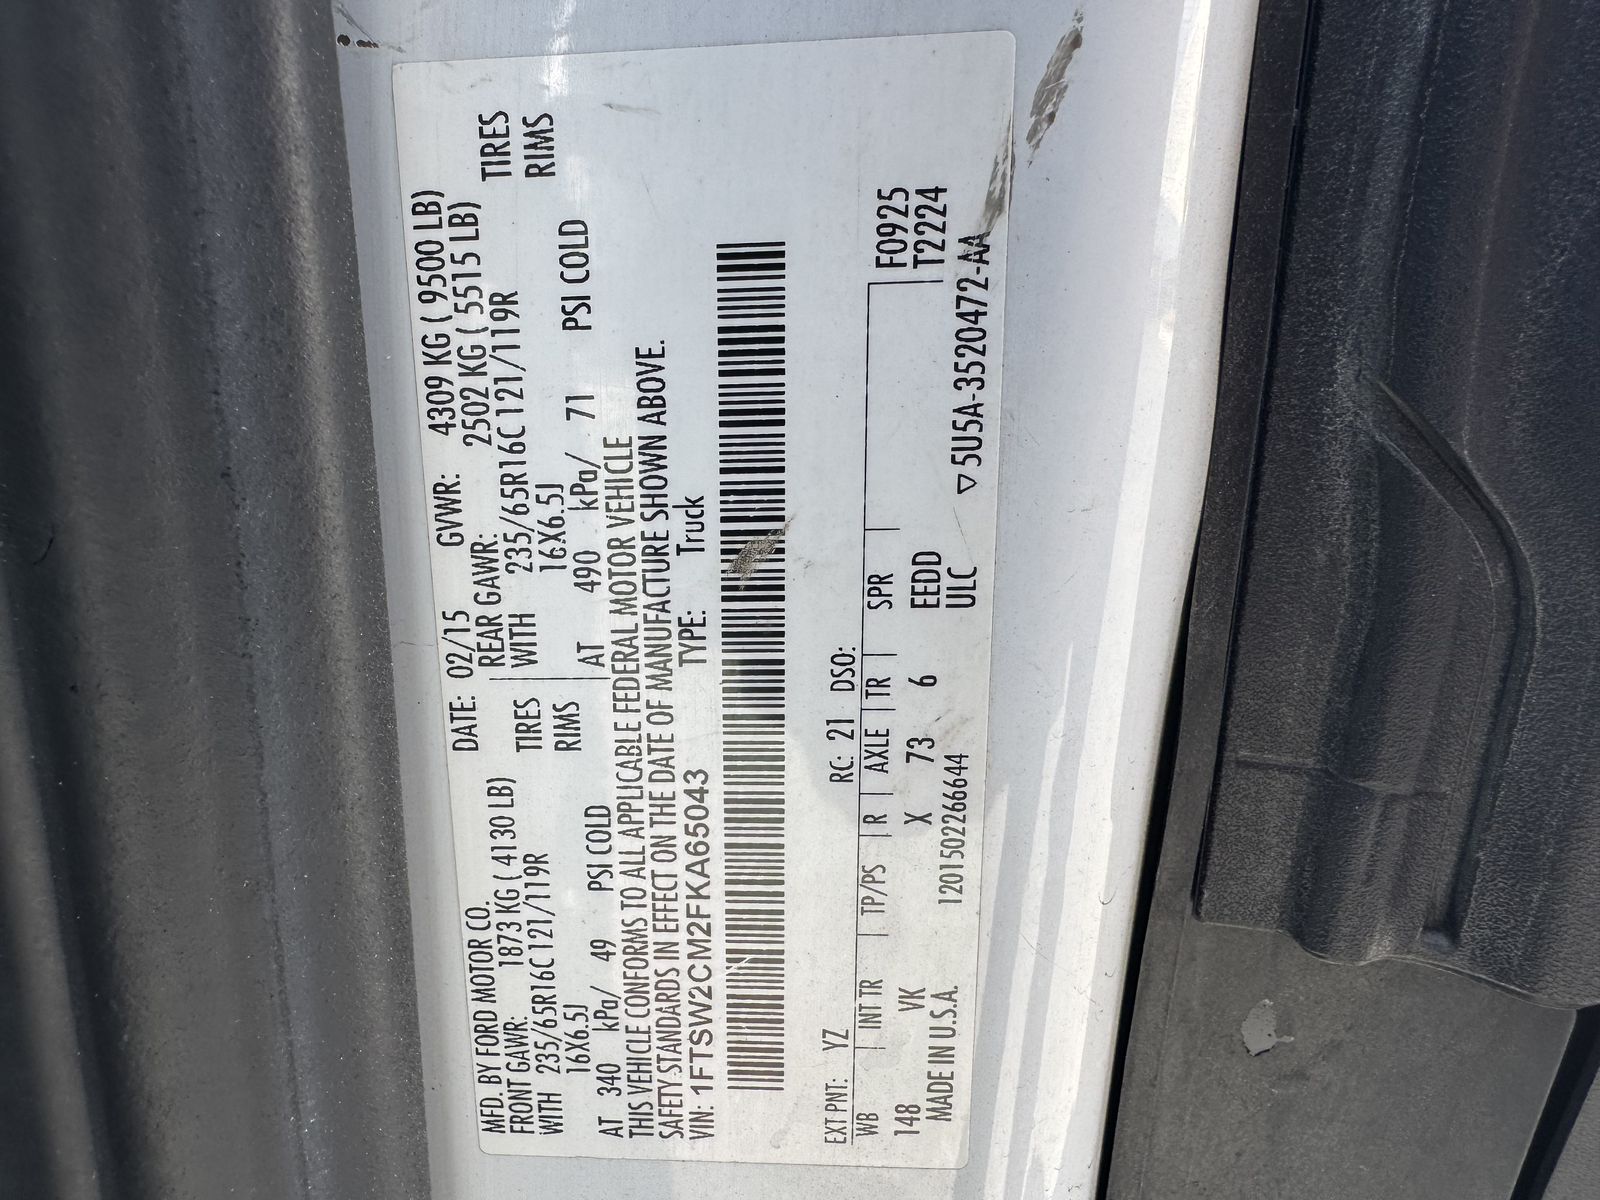 MFD. BY FORD MOTOR CO. DATE: 02/15 GVWR: 4309 KG ( 9500 LB)
FRONT GAWR: 1873 KG ( 4130 LB) REAR GAWR: 2502 KG ( 5515 LB)
WITH 235/65R16C 121/119R TIRES WITH 235/65R16C 121/119R TIRES
16X6.5J RIMS 16X6.5J RIMS
AT 340 kPa/ 49 PSI COLD AT 490 kPa/ 71 PSI COLD
THIS VEHICLE CONFORMS TO ALL APPLICABLE FEDERAL MOTOR VEHICLE
SAFETY STANDARDS IN EFFECT ON THE DATE OF MANUFACTURE SHOWN ABOVE.
VIN: 1FTSW2CM2FKA65043 TYPE: Truck
EXT PNT: YZ RC: 21 DSO:
WB INT TR TP/PS R AXLE TR SPR F0925
148 VK X 73 6 EEDD T2224
MADE IN U.S.A. 12015022666​44 ULC ▽5U5A-3520472-AA